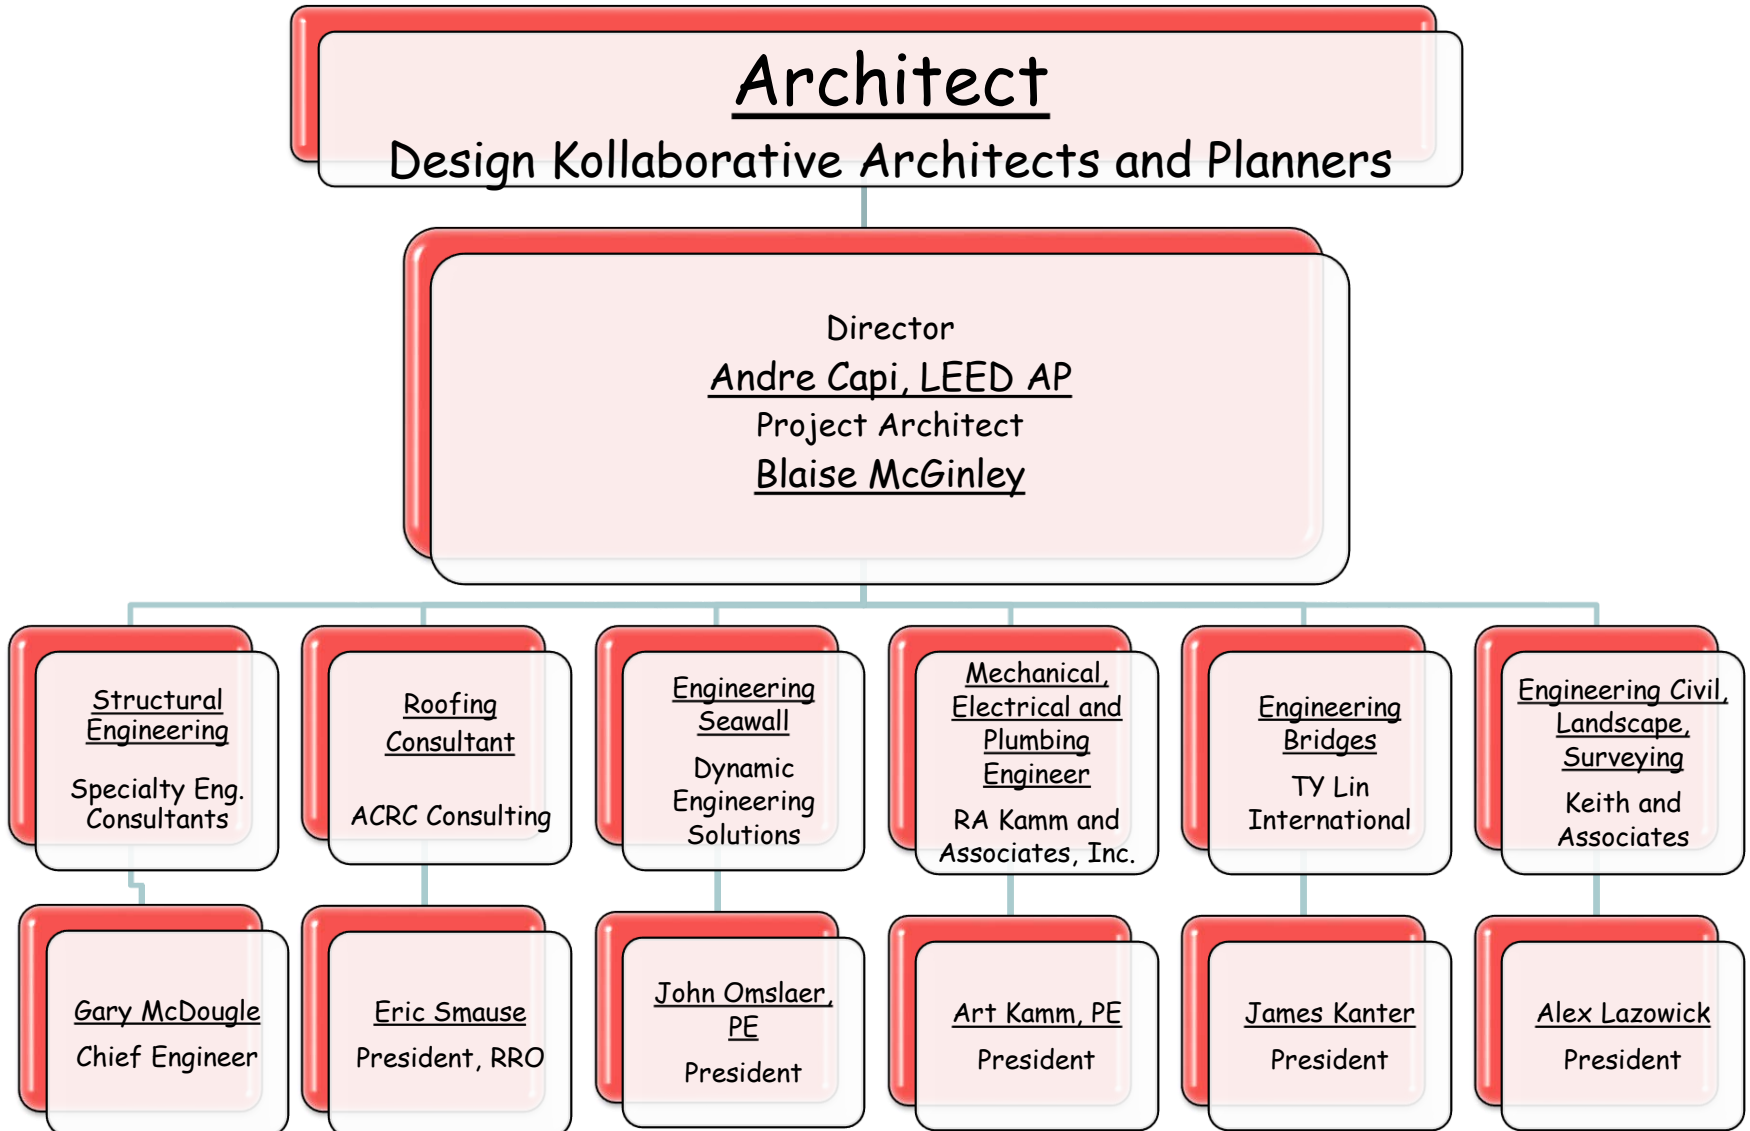 Architect
Design Kollaborative Architects and Planners
Director
Andre Capi, LEED AP
Project Architect
Blaise McGinley
Structural
Engineering
Specialty Eng.
Consultants
Roofing
Consultant
ACRC Consulting
Engineering
Seawall
Dynamic
Engineering
Solutions
Mechanical,
Electrical and
Plumbing
Engineer
RA Kamm and
Associates, Inc.
Engineering
Bridges
TY Lin
International
Engineering Civil,
Landscape,
Surveying
Keith and
Associates
Gary McDougle
Chief Engineer
Eric Smause
President, RRO
John Omslaer,
PE
President
Art Kamm, PE
President
James Kanter
President
Alex Lazowick
President